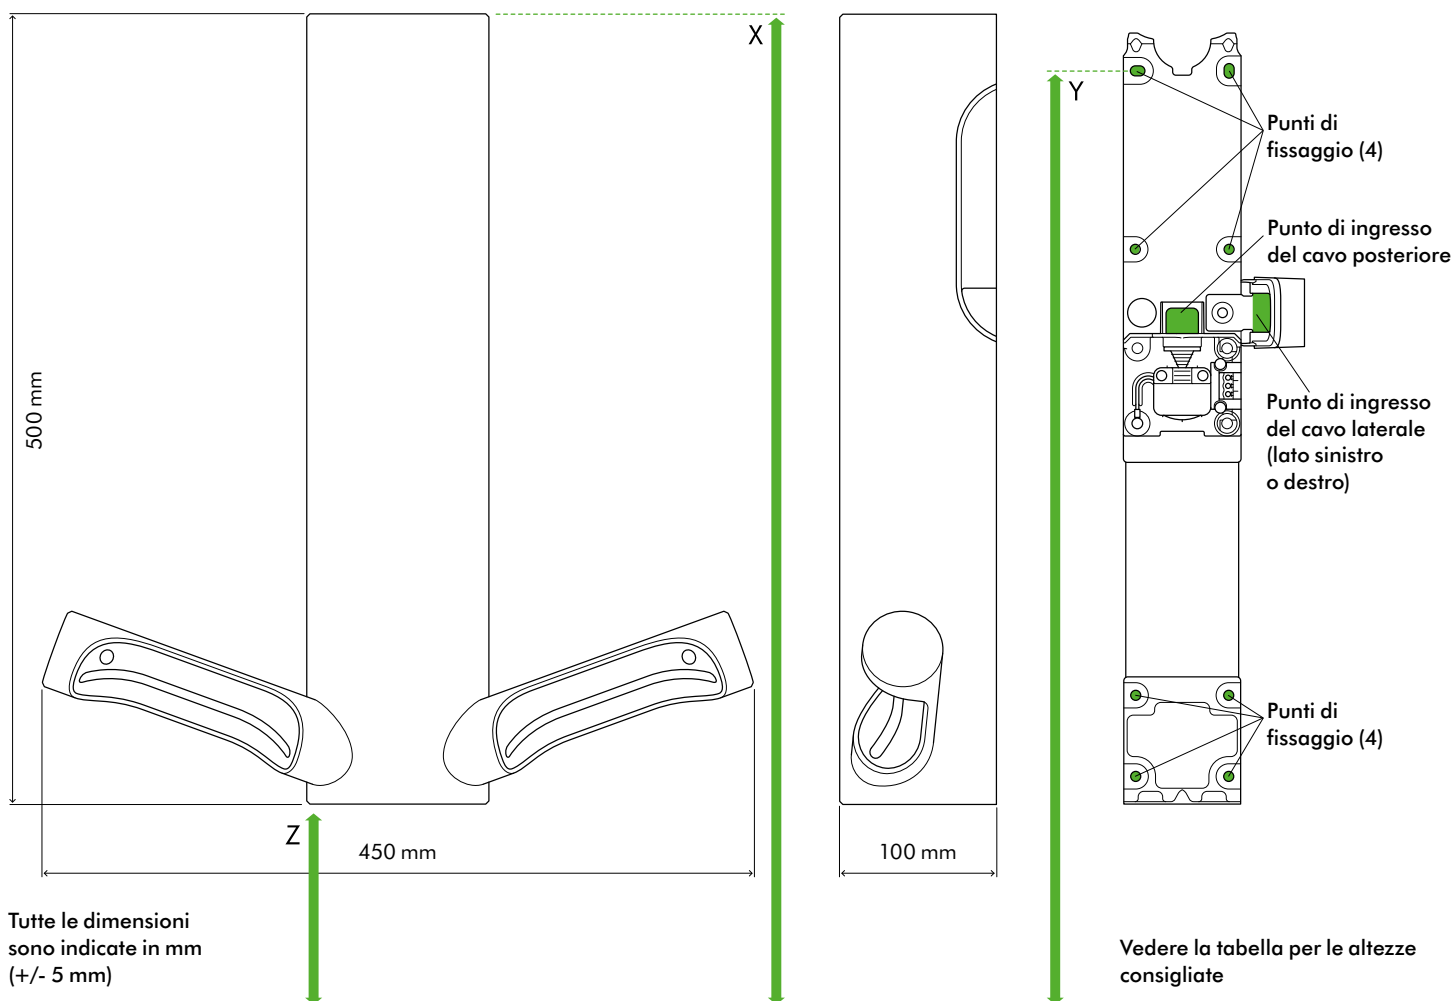 X
Y
Punti di
fissaggio (4)
Punto di ingresso
del cavo posteriore
500 mm
Punto di ingresso
del cavo laterale
(lato sinistro
o destro)
Punti di
fissaggio (4)
Z
450 mm
100 mm
Tutte le dimensioni
sono indicate in mm
(+/- 5 mm)
Vedere la tabella per le altezze
consigliate